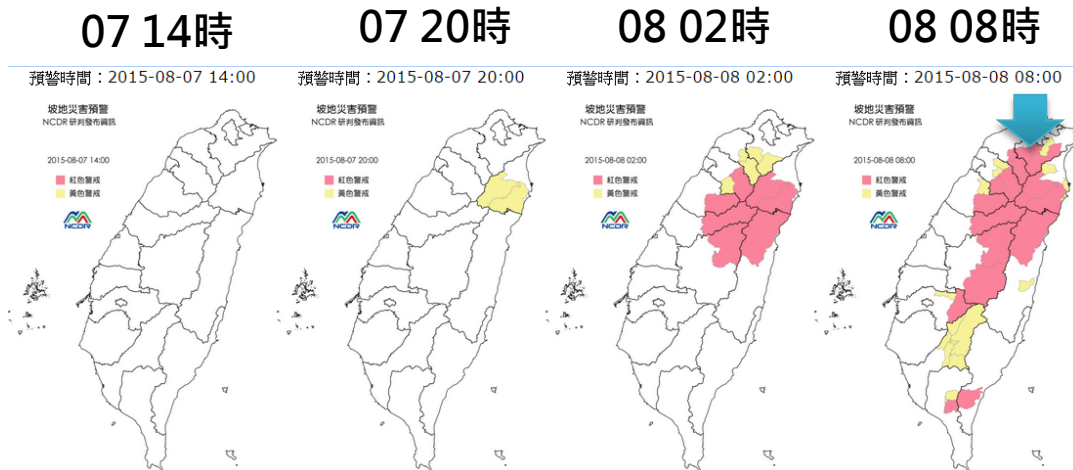 07 14時
07 20時
08 02時
08 08時
預警時間：2015-08-07 14:00
預警時間：2015-08-07 20:00
預警時間：2015-08-08 02:00
預警時間：2015-08-08 08:00
坡地災害預警
NCDR 研判發布資訊
2015-08-07 14:00
紅色警戒
黃色警戒
NCDR
坡地災害預警
NCDR 研判發布資訊
2015-08-07 20:00
紅色警戒
黃色警戒
NCDR
坡地災害預警
NCDR 研判發布資訊
2015-08-08 02:00
紅色警戒
黃色警戒
NCDR
坡地災害預警
NCDR 研判發布資訊
2015-08-08 08:00
紅色警戒
黃色警戒
NCDR